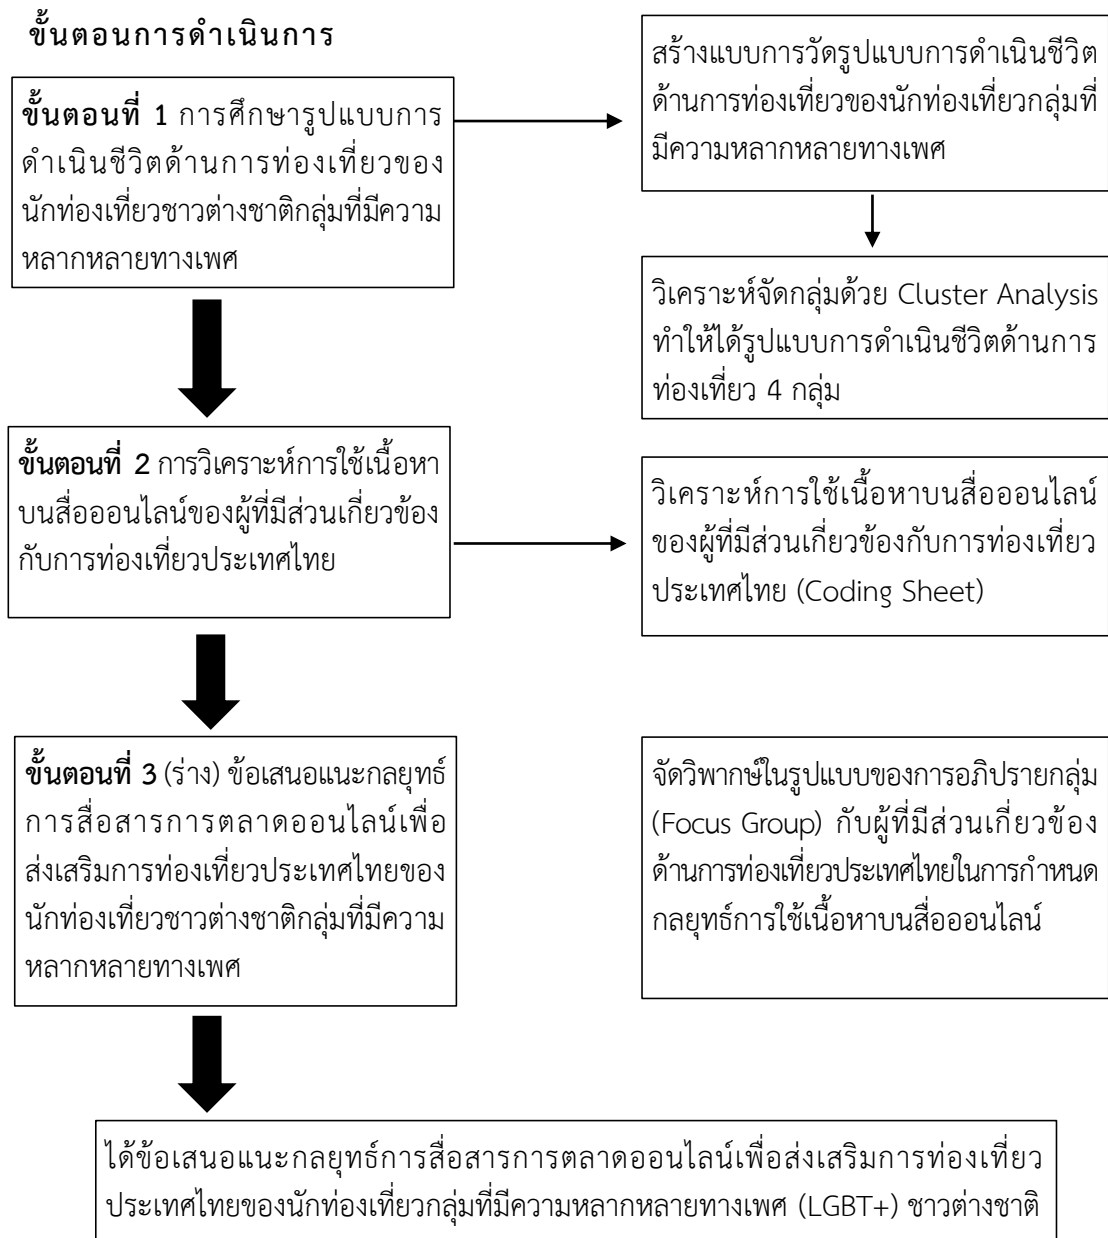 ขั้นตอนการดำเนินการ
ขั้นตอนที่ 1 การศึกษารูปแบบการ
ดำเนินชีวิตด้านการท่องเที่ยวของ
นักท่องเที่ยวชาวต่างชาติกลุ่มที่มีความ
หลากหลายทางเพศ
สร้างแบบการวัดรูปแบบการดำเนินชีวิต
ด้านการท่องเที่ยวของนักท่องเที่ยวกลุ่มที่
มีความหลากหลายทางเพศ
วิเคราะห์จัดกลุ่มด้วย Cluster Analysis
ทำให้ได้รูปแบบการดำเนินชีวิตด้านการ
ท่องเที่ยว 4 กลุ่ม
ขั้นตอนที่ 2 การวิเคราะห์การใช้เนื้อหา
บนสื่อออนไลน์ของผู้ที่มีส่วนเกี่ยวข้อง
กับการท่องเที่ยวประเทศไทย
วิเคราะห์การใช้เนื้อหาบนสื่อออนไลน์
ของผู้ที่มีส่วนเกี่ยวข้องกับการท่องเที่ยว
ประเทศไทย (Coding Sheet)
ขั้นตอนที่ 3 (ร่าง) ข้อเสนอแนะกลยุทธ์
การสื่อสารการตลาดออนไลน์เพื่อ
ส่งเสริมการท่องเที่ยวประเทศไทยของ
นักท่องเที่ยวชาวต่างชาติกลุ่มที่มีความ
หลากหลายทางเพศ
จัดวิพากษ์ในรูปแบบของการอภิปรายกลุ่ม
(Focus Group) กับผู้ที่มีส่วนเกี่ยวข้อง
ด้านการท่องเที่ยวประเทศไทยในการกำหนด
กลยุทธ์การใช้เนื้อหาบนสื่อออนไลน์
ได้ข้อเสนอแนะกลยุทธ์การสื่อสารการตลาดออนไลน์เพื่อส่งเสริมการท่องเที่ยว
ประเทศไทยของนักท่องเที่ยวกลุ่มที่มีความหลากหลายทางเพศ (LGBT+) ชาวต่างชาติ